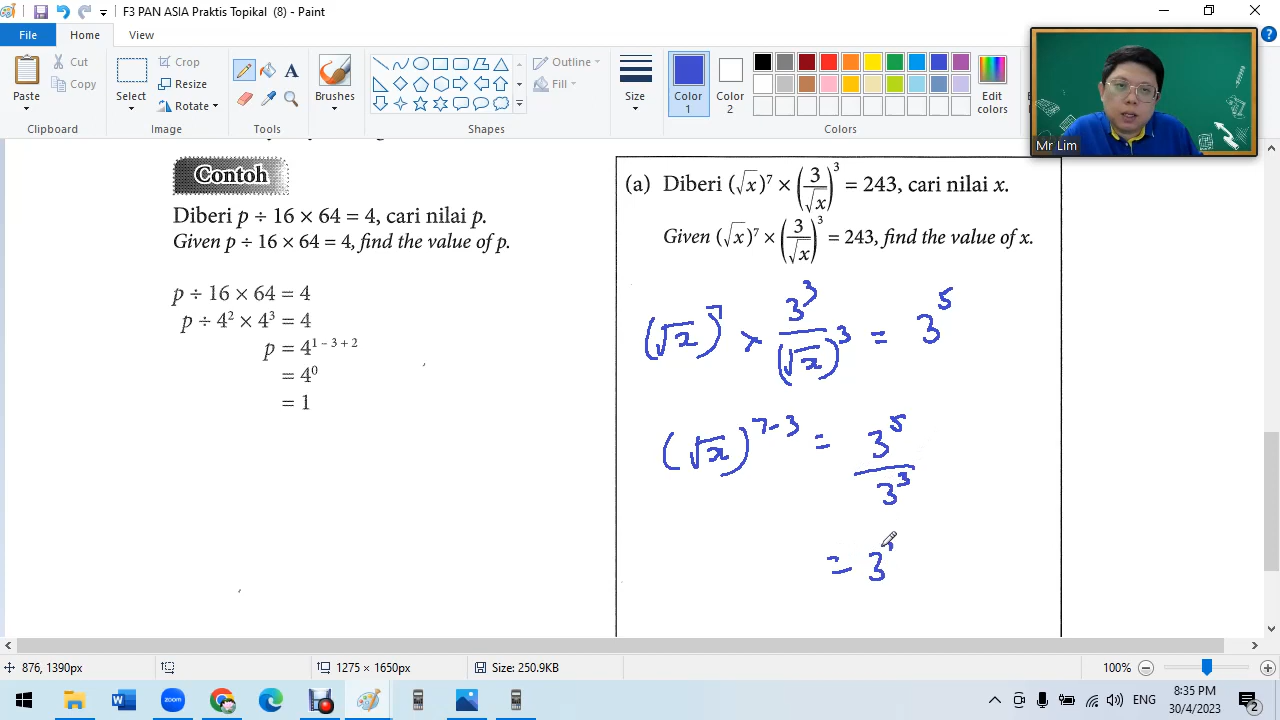 F3 PAN ASIA Praktis Topikal (8) - Paint
File Home View
Paste Cut Copy Clipboard
Select Crop Resize Rotate Image
Tools
Brushes
Outline Fill Shapes
Size
Color 1 Color 2 Edit colors Colors
Mr Lim
Contoh
Diberi p ÷ 16 × 64 = 4, cari nilai p.
Given p ÷ 16 × 64 = 4, find the value of p.
p ÷ 16 × 64 = 4
p ÷ 4² × 4³ = 4
p = 4¹⁻³⁺²
= 4⁰
= 1
(a) Diberi (√x)⁷ × (3/√x)³ = 243, cari nilai x.
Given (√x)⁷ × (3/√x)³ = 243, find the value of x.
(√x)⁷ × 3³/(√x)³ = 3⁵
(√x)⁷⁻³ = 3⁵/3³
= 3
876, 1390px 1275 × 1650px Size: 250.9KB 100%
zoom ENG 8:35 PM
30/4/2023 2